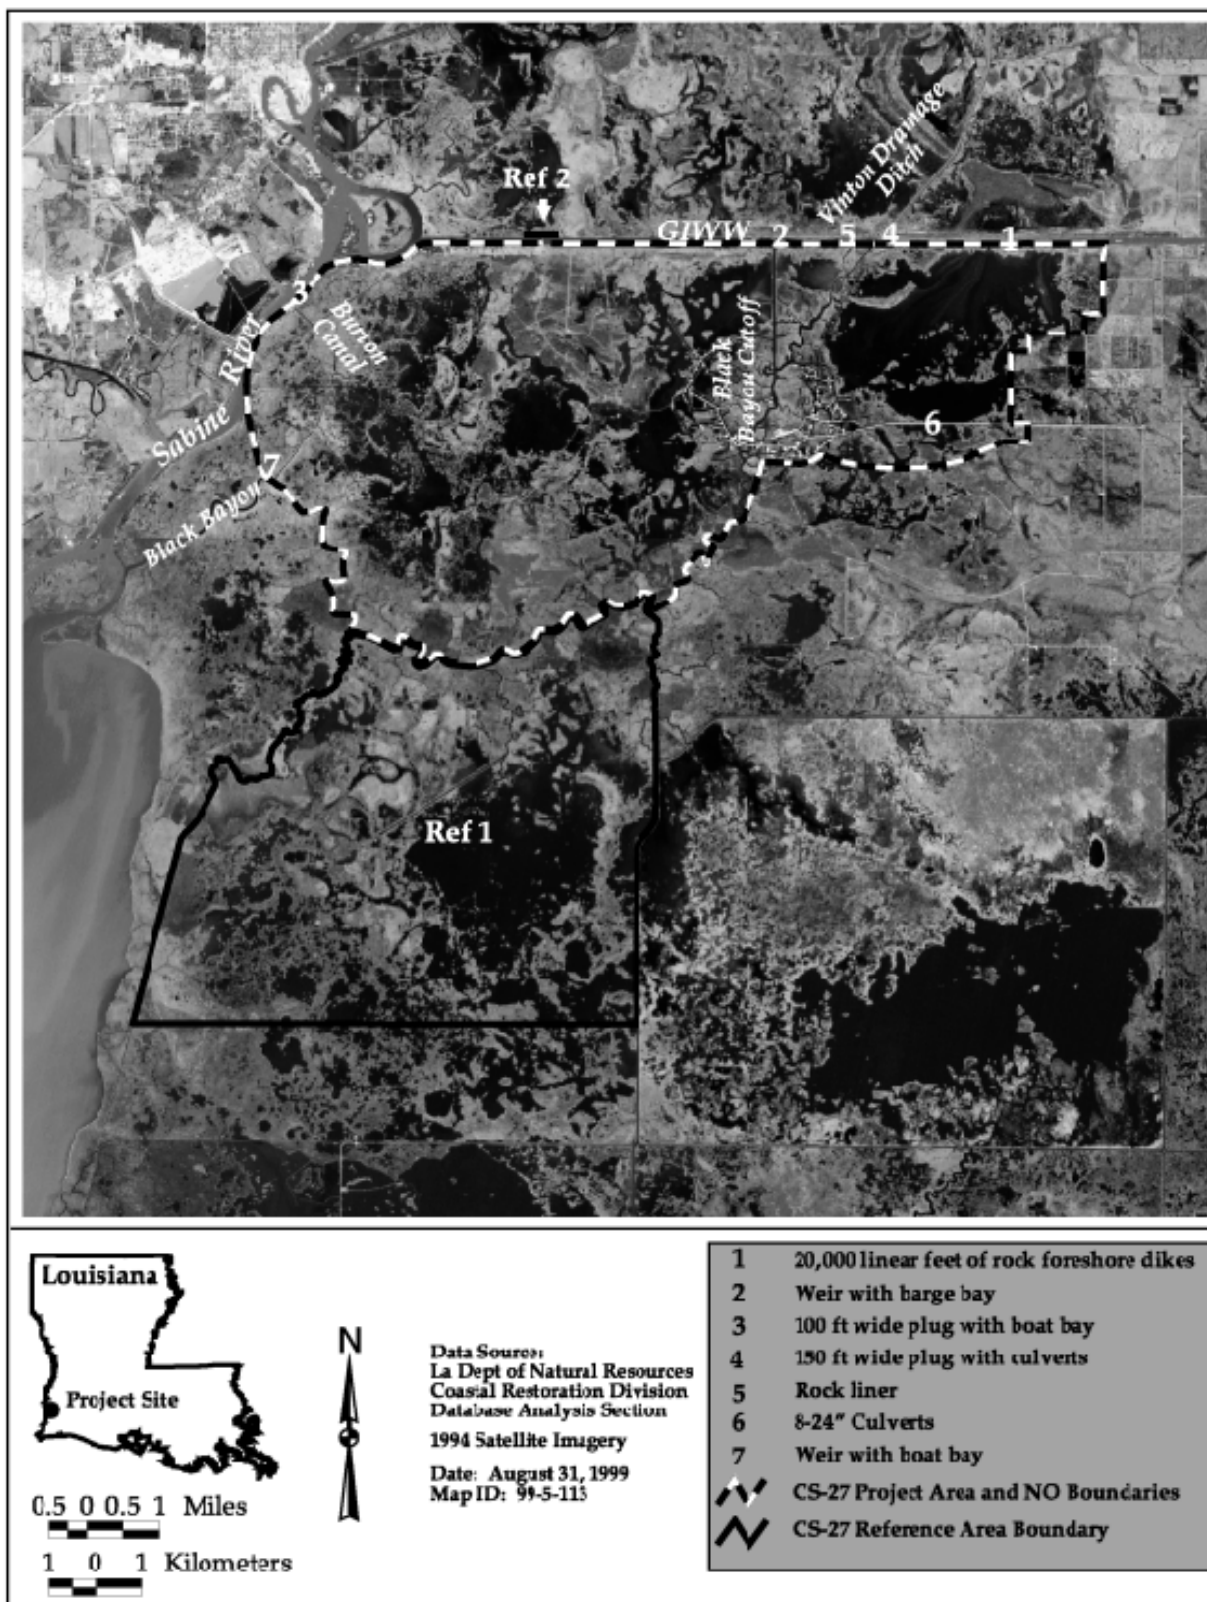 Vinton Drainage
Ditch
Ref 2
GIWW
2
5
4
1
3
Burton
Canal
River
Sabine
Black
Bayou Cutoff
6
7
Black Bayou
Ref 1
Louisiana
Project Site
N
0.5 0 0.5 1 Miles
1 0 1 Kilometers
Data Source:
La Dept of Natural Resources
Coastal Restoration Division
Database Analysis Section
1994 Satellite Imagery
Date: August 31, 1999
Map ID: 99-5-113
1 20,000 linear feet of rock foreshore dikes
2 Weir with barge bay
3 100 ft wide plug with boat bay
4 150 ft wide plug with culverts
5 Rock liner
6 8-24" Culverts
7 Weir with boat bay
CS-27 Project Area and NO Boundaries
CS-27 Reference Area Boundary